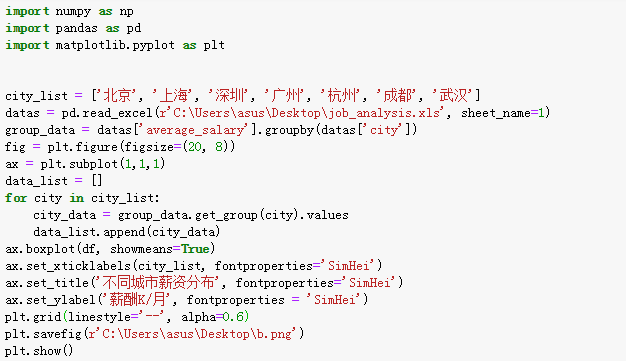 import numpy as np
import pandas as pd
import matplotlib.pyplot as plt
city_list = ['北京', '上海', '深圳', '广州', '杭州', '成都', '武汉']
datas = pd.read_excel(r'C:\Users\asus\Desktop\job_analysis.xls', sheet_name=1)
group_data = datas['average_salary'].groupby(datas['city'])
fig = plt.figure(figsize=(20, 8))
ax = plt.subplot(1,1,1)
data_list = []
for city in city_list:
    city_data = group_data.get_group(city).values
    data_list.append(city_data)
ax.boxplot(df, showmeans=True)
ax.set_xticklabels(city_list, fontproperties='SimHei')
ax.set_title('不同城市薪资分布', fontproperties='SimHei')
ax.set_ylabel('薪酬K/月', fontproperties = 'SimHei')
plt.grid(linestyle='--', alpha=0.6)
plt.savefig(r'C:\Users\asus\Desktop\b.png')
plt.show()